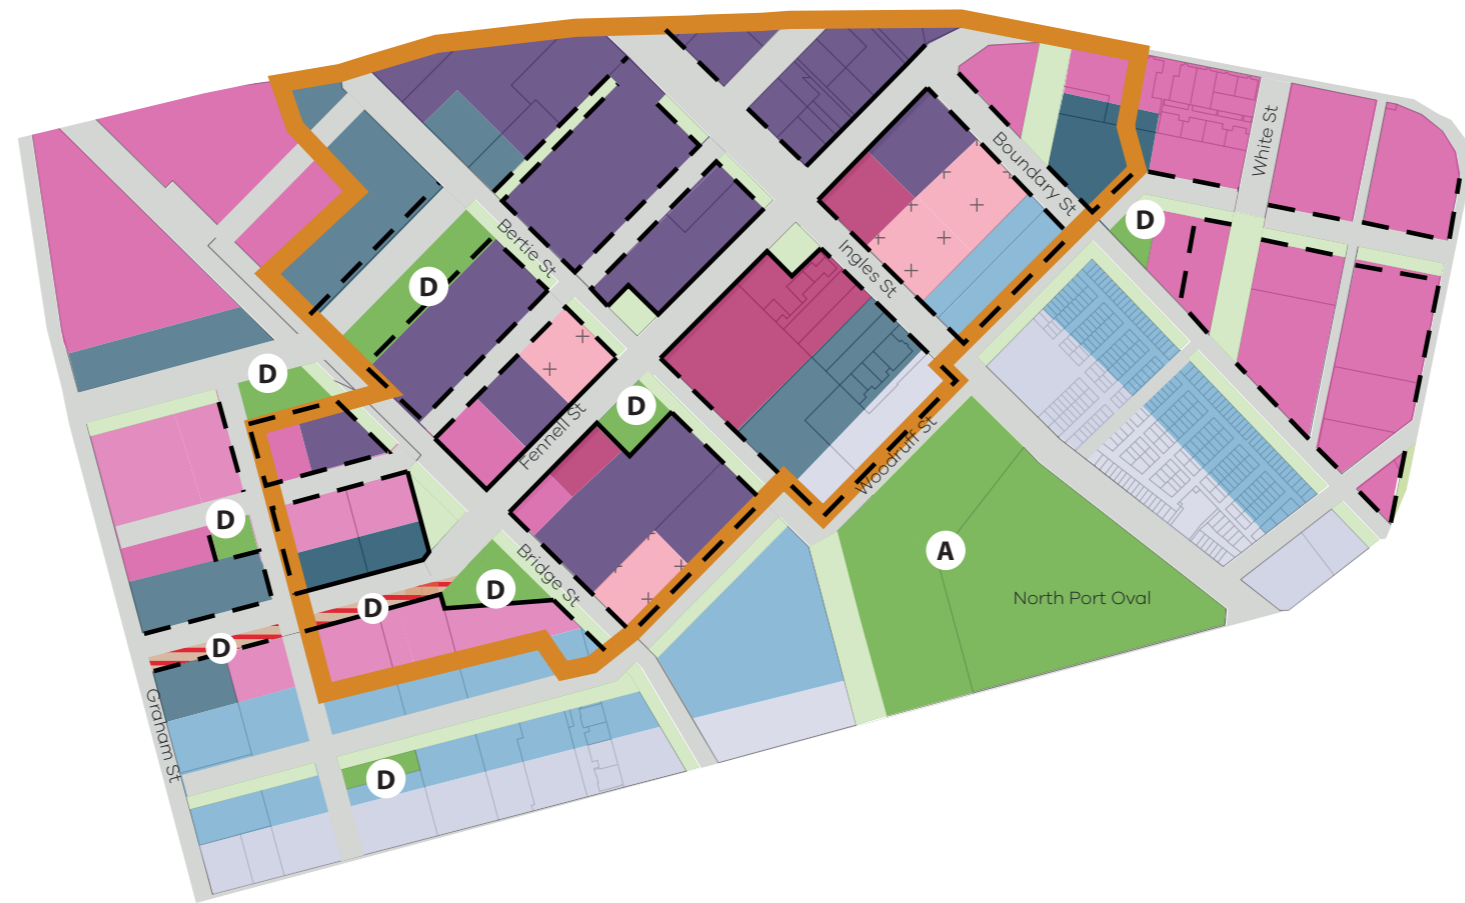 White St
Boundary St
D
Bertie St
Ingles St
D
D
D
Fennell St
Woodruff St
D
A
Bridge St
D
North Port Oval
D
D
Graham St
D